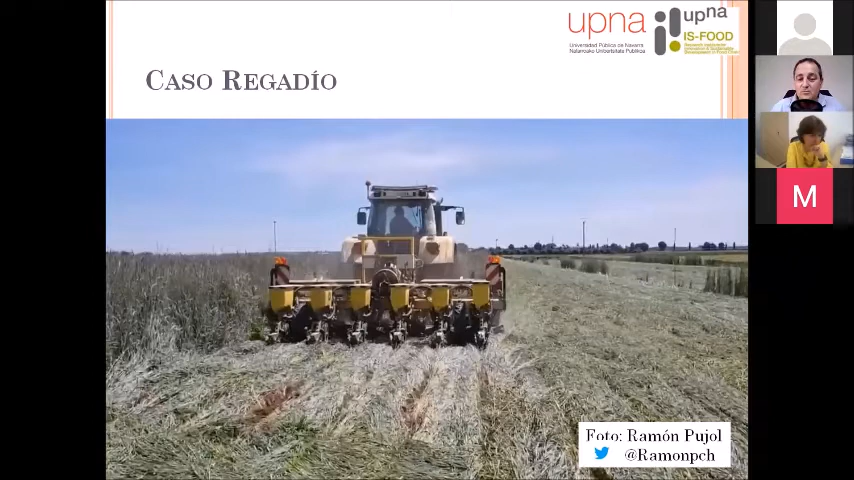 CASO REGADÍO
upna
Universidad Pública de Navarra
Nafarroako Unibertsitate Publikoa
upna
IS-FOOD
M
Foto: Ramón Pujol
@Ramonpch